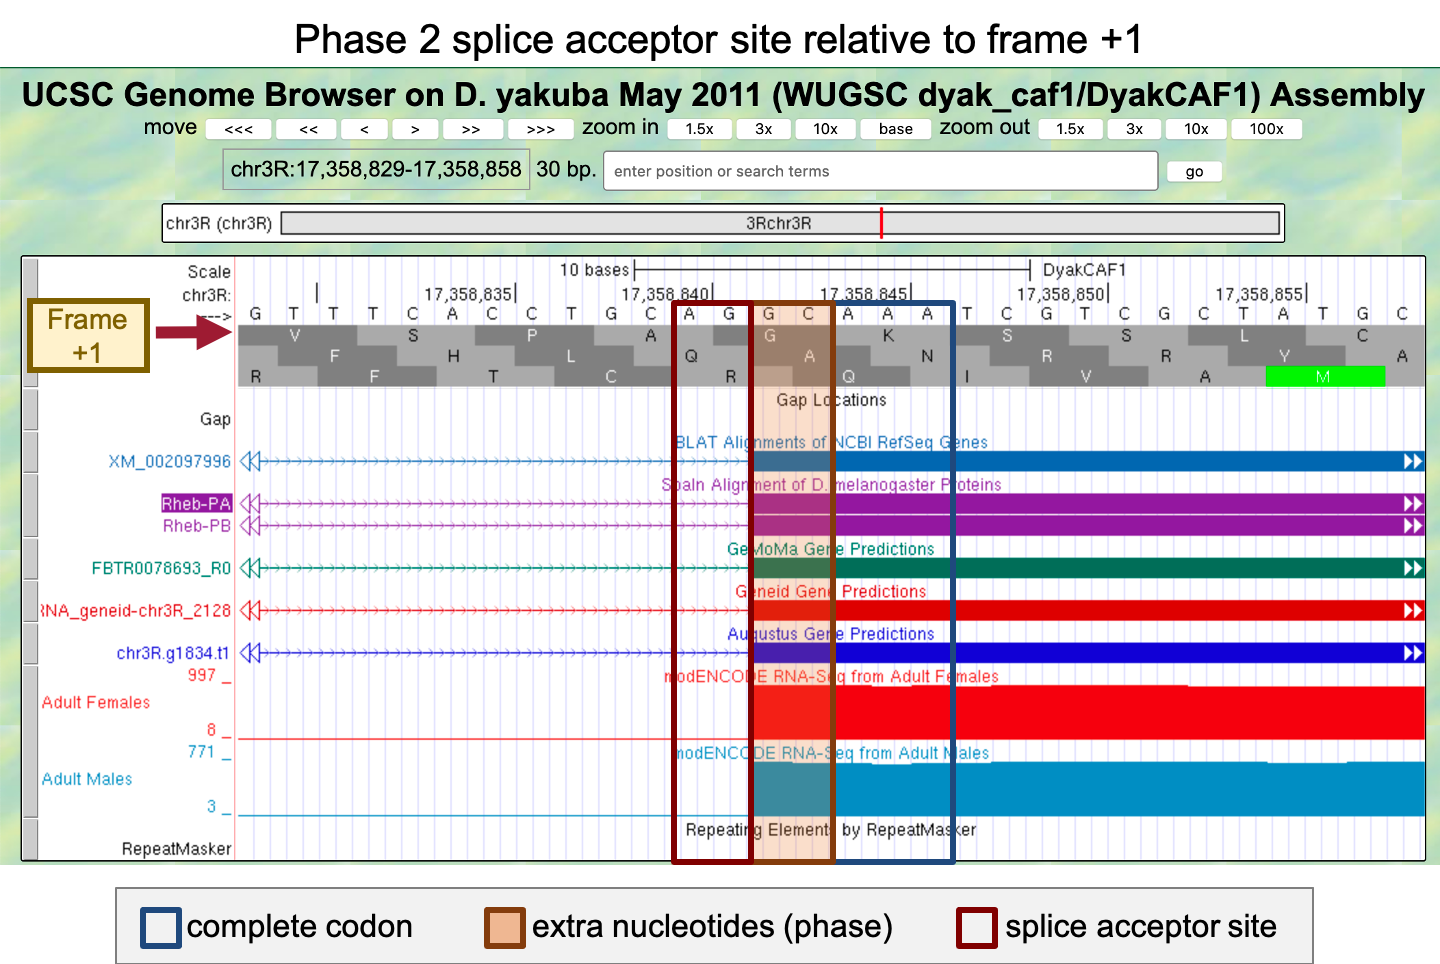 Phase 2 splice acceptor site relative to frame +1
UCSC Genome Browser on D. yakuba May 2011 (WUGSC dyak_caf1/DyakCAF1) Assembly
move <<< << < > >> >>> zoom in 1.5x 3x 10x base zoom out 1.5x 3x 10x 100x
chr3R:17,358,829-17,358,858 30 bp. enter position or search terms go
chr3R (chr3R) 3Rchr3R
Scale 10 bases DyakCAF1
chr3R: 17,358,835 17,358,840 17,358,845 17,358,850 17,358,855
---> G T T T C A C C T G C A G G C A A A T C G T C G C T A T G C
Frame
+1
V S P A G K S S L C
F H L Q A N R R Y A
R F T C R Q I V A M
Gap Locations
Gap
BLAT Alignments of NCBI RefSeq Genes
XM_002097996
Spaln Alignment of D. melanogaster Proteins
Rheb-PA
Rheb-PB
GeMoMa Gene Predictions
FBTR0078693_R0
Geneid Gene Predictions
RNA_geneid-chr3R_2128
Augustus Gene Predictions
chr3R.g1834.t1
997 _
modENCODE RNA-Seq from Adult Females
Adult Females
8 _
771 _
modENCODE RNA-Seq from Adult Males
Adult Males
3 _
Repeating Elements by RepeatMasker
RepeatMasker
complete codon extra nucleotides (phase) splice acceptor site